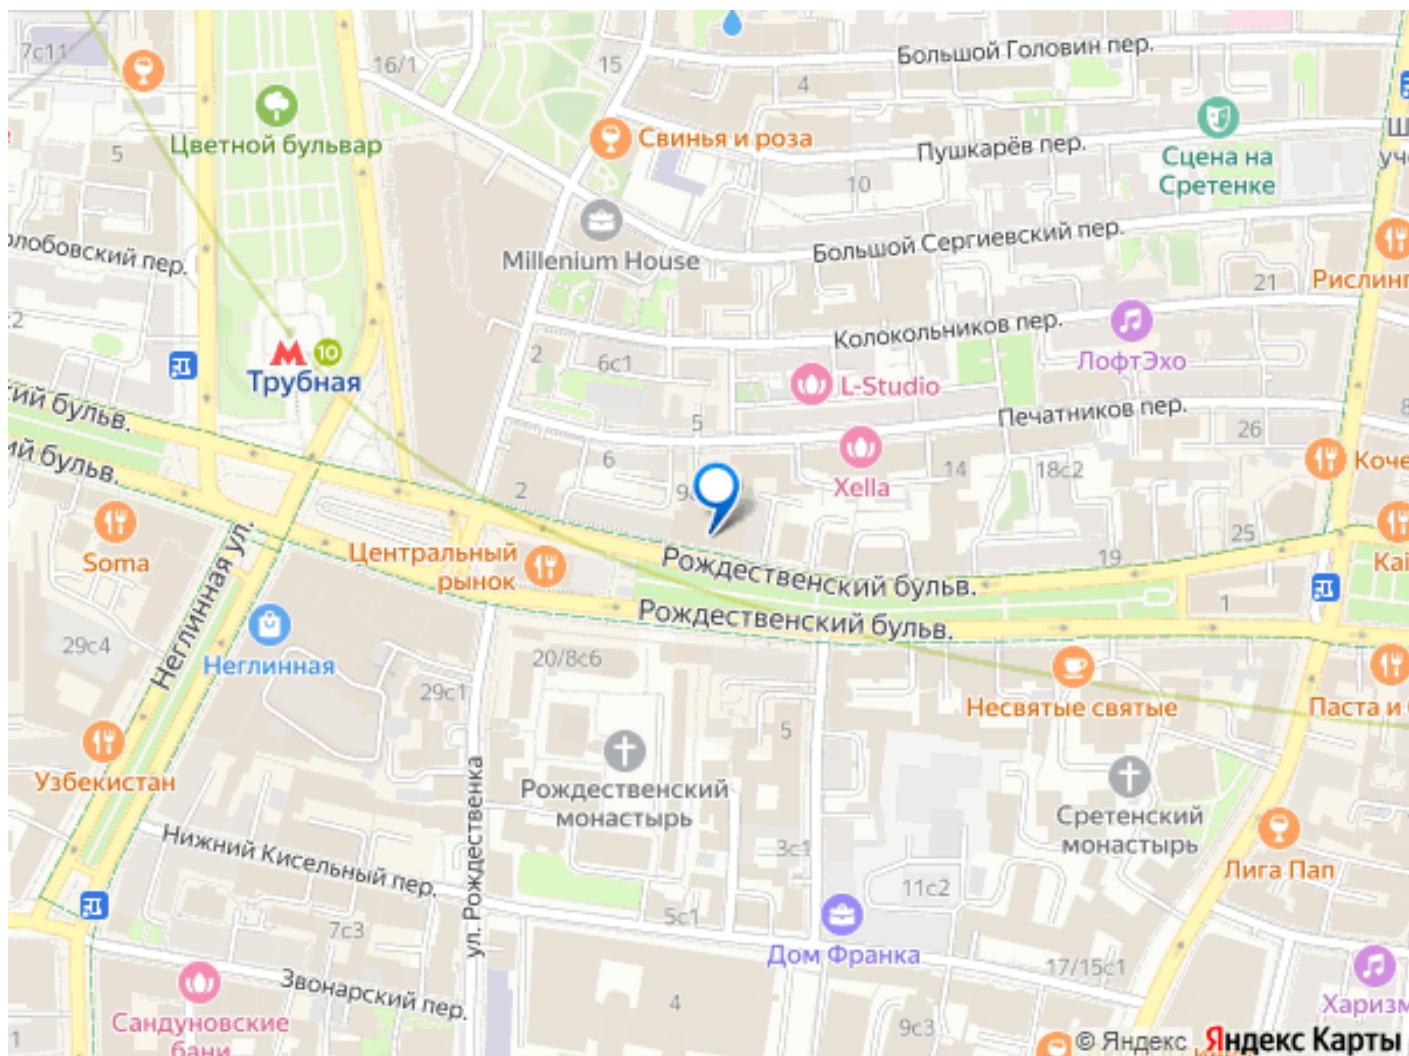 7с11
16/1
15
Большой Головин пер.
4
Цветной бульвар
5
Свинья и роза
Пушкарёв пер.
Сцена на
Сретенке
10
Millenium House
Большой Сергиевский пер.
21
Рислинг
Колокольников пер.
ЛофтЭхо
2
6с1
L-Studio
10
Трубная
Печатников пер.
5
26
6
Xella
14
18с2
2
Soma
Центральный
рынок
Рождественский бульв.
19
25
Рождественский бульв.
1
Неглинная ул.
29с4
Неглинная
20/8с6
29с1
5
Несвятые святые
Узбекистан
Рождественский
монастырь
Сретенский
монастырь
ул. Рождественка
Нижний Кисельный пер.
3с1
Лига Пап
11с2
5с1
7с3
Дом Франка
17/15с1
Звонарский пер.
4
Сандуновские
бани
9с3
1
© Яндекс Яндекс Карты